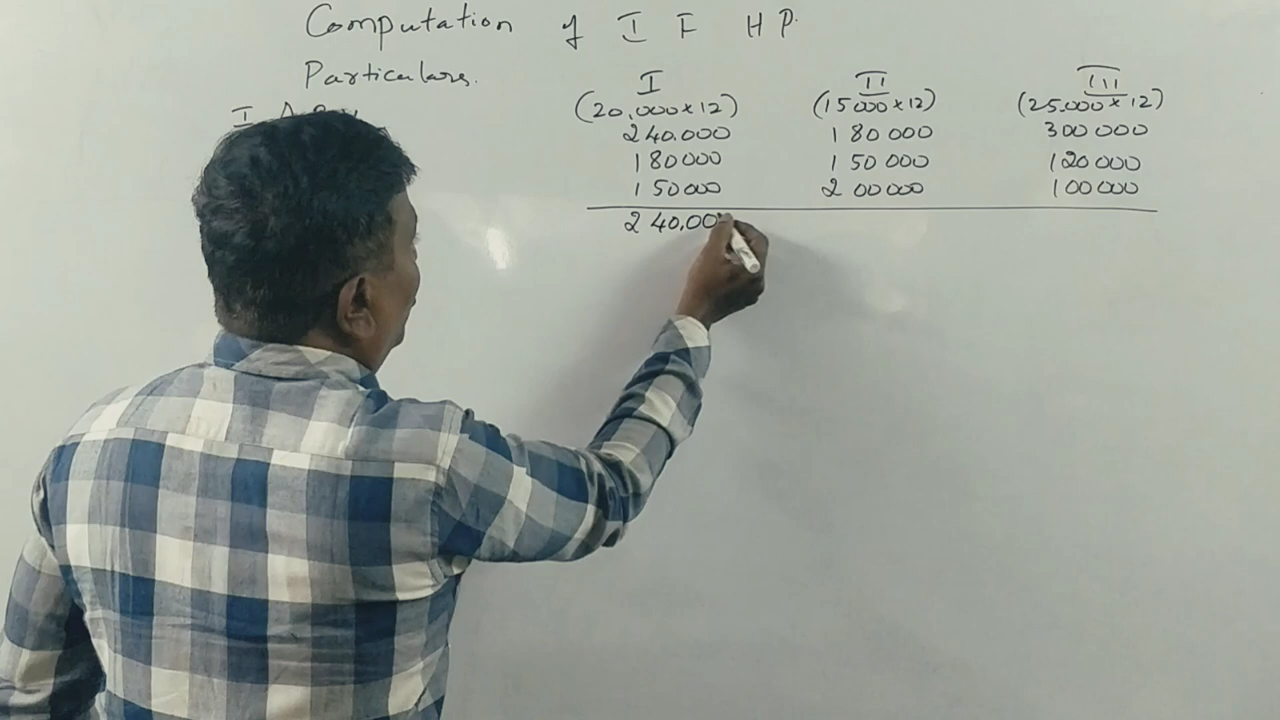 Computation of I F H P.
Particulars. I II III
(20,000 x 12) (15000 x 12) (25,000 x 12)
240,000 180000 300000
180000 150000 120000
150000 200000 100000
240,00